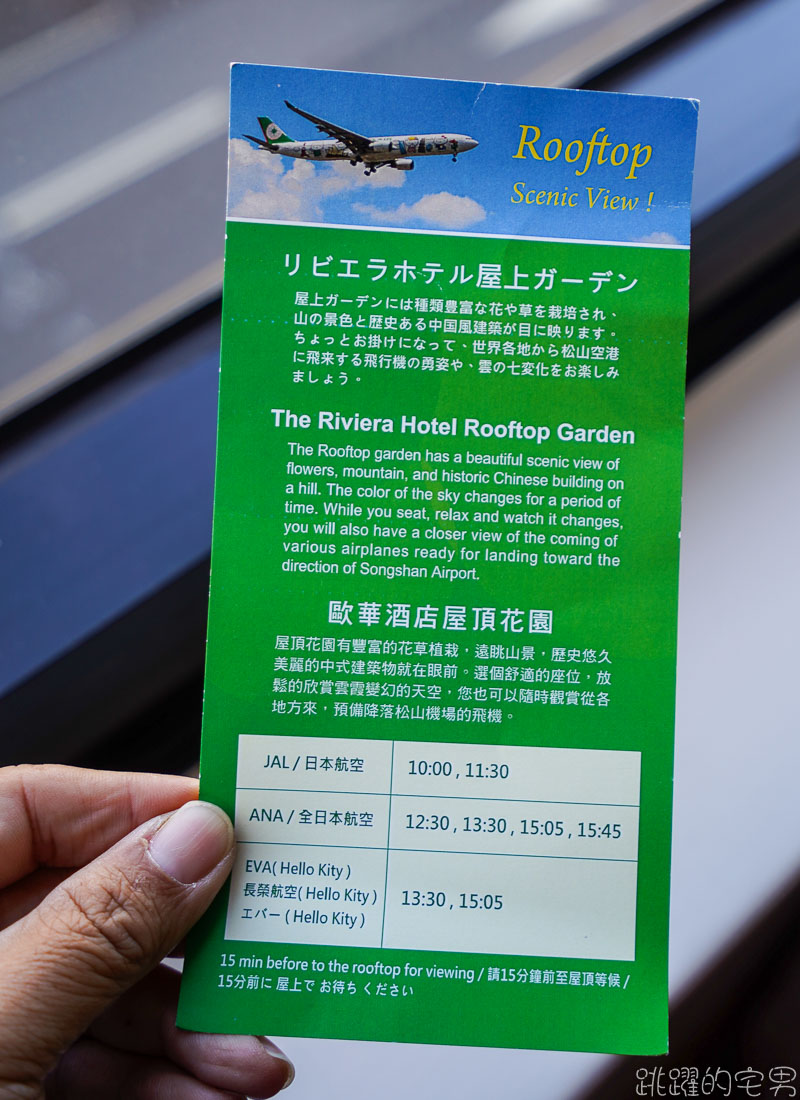 Rooftop
Scenic View !
リビエラホテル屋上ガーデン
屋上ガーデンには種類豊富な花や草を栽培され、
山の景色と歴史ある中国風建築が目に映ります。
ちょっとお掛けになって、世界各地から松山空港
に飛来する飛行機の勇姿や、雲の七変化をお楽しみ
ましょう。
The Riviera Hotel Rooftop Garden
The Rooftop garden has a beautiful scenic view of
flowers, mountain, and historic Chinese building on
a hill. The color of the sky changes for a period of
time. While you seat, relax and watch it changes,
you will also have a closer view of the coming of
various airplanes ready for landing toward the
direction of Songshan Airport.
歐華酒店屋頂花園
屋頂花園有豐富的花草植栽，遠眺山景，歷史悠久
美麗的中式建築物就在眼前。選個舒適的座位，放
鬆的欣賞雲霞變幻的天空，您也可以隨時觀賞從各
地方來，預備降落松山機場的飛機。
JAL / 日本航空 10:00 , 11:30
ANA / 全日本航空 12:30 , 13:30 , 15:05 , 15:45
EVA( Hello Kity )
長榮航空( Hello Kity ) 13:30 , 15:05
エバー ( Hello Kity )
15 min before to the rooftop for viewing / 請15分鐘前至屋頂等候 /
15分前に 屋上で お待ち ください
跳躍的宅男